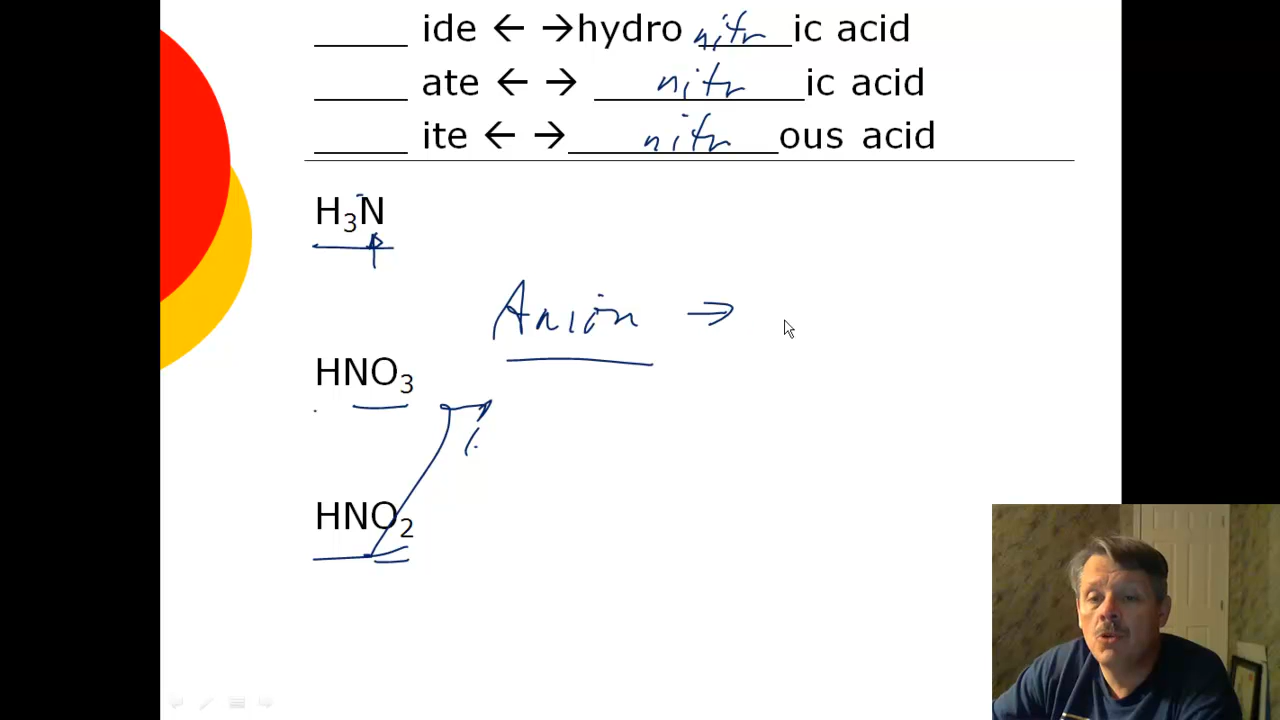 _____ ide ← →hydro nitr ic acid
_____ ate ← → nitr ic acid
_____ ite ← → nitr ous acid
H₃N
Anion ⇒
HNO₃
HNO₂